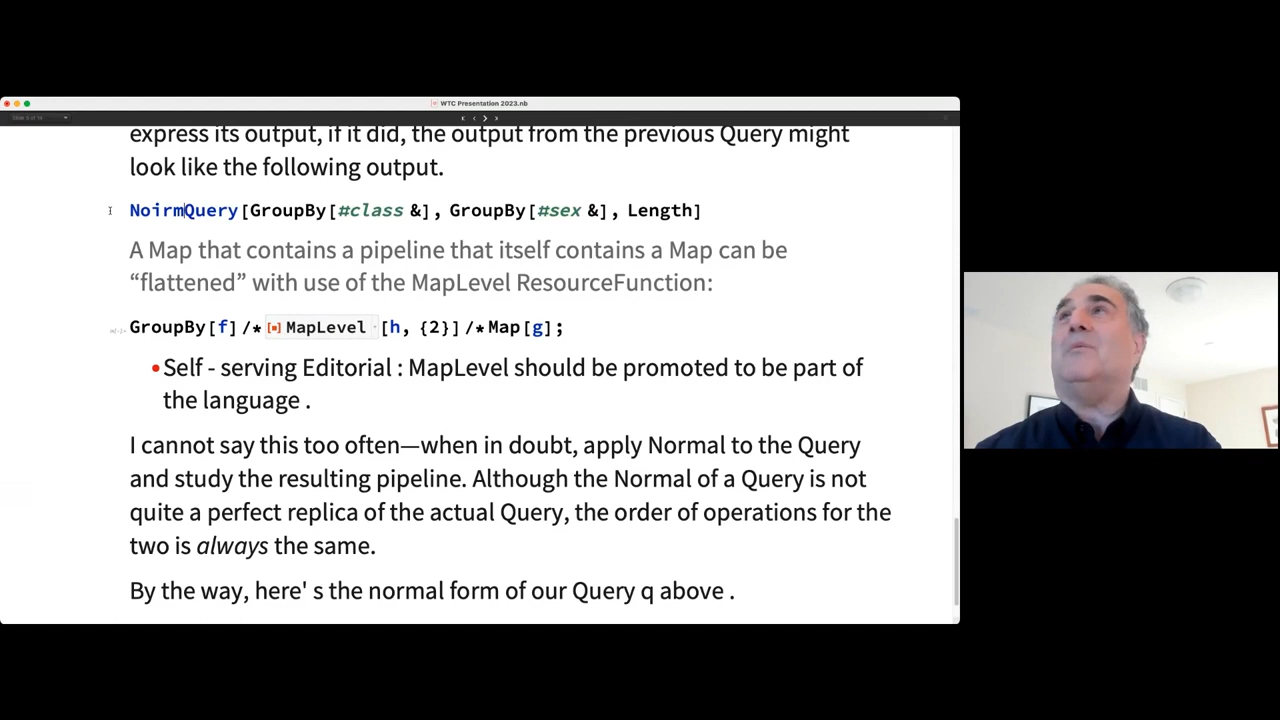 WTC Presentation 2023.nb
Slide 3 of 14
express its output, if it did, the output from the previous Query might
look like the following output.
NoirmQuery[GroupBy[#class &], GroupBy[#sex &], Length]
A Map that contains a pipeline that itself contains a Map can be
“flattened” with use of the MapLevel ResourceFunction:
GroupBy[f] /* MapLevel [h, {2}] /* Map[g];
•Self - serving Editorial : MapLevel should be promoted to be part of
the language .
I cannot say this too often—when in doubt, apply Normal to the Query
and study the resulting pipeline. Although the Normal of a Query is not
quite a perfect replica of the actual Query, the order of operations for the
two is always the same.
By the way, here' s the normal form of our Query q above .